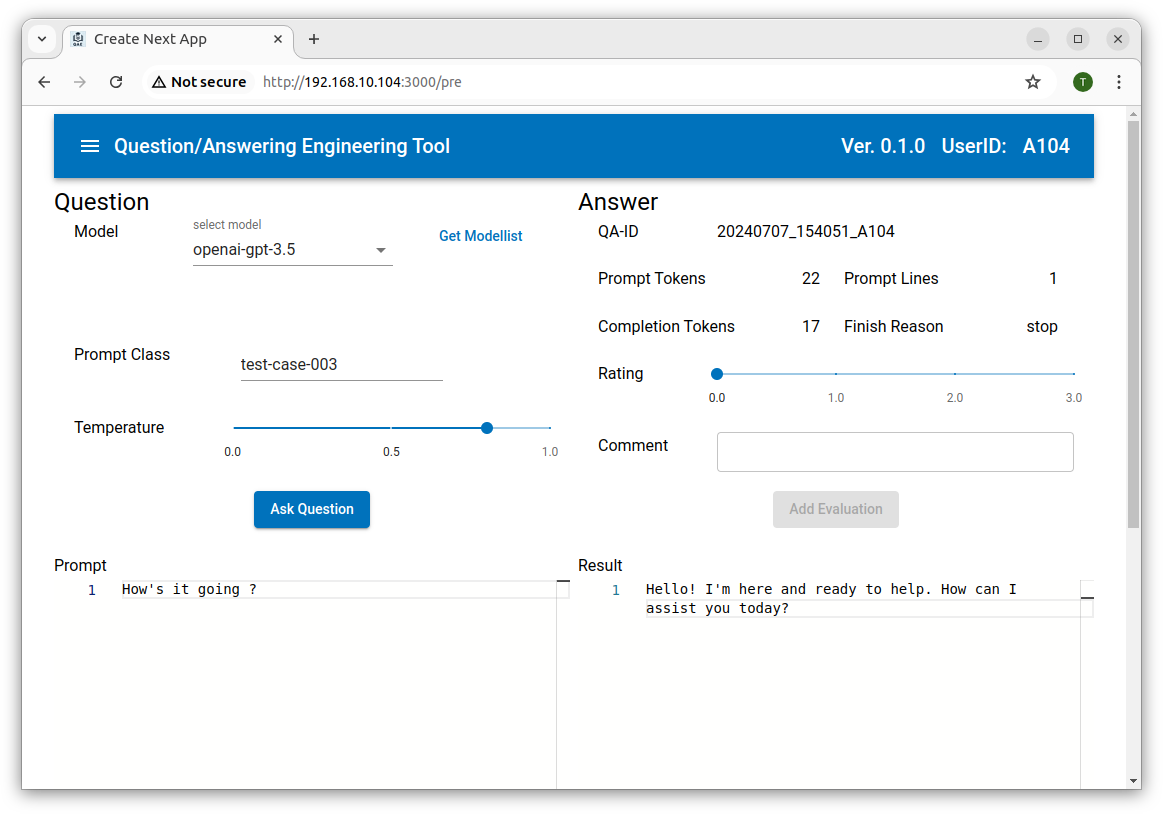 Create Next App
Not secure http://192.168.10.104:3000/pre
T
Question/Answering Engineering Tool Ver. 0.1.0 UserID: A104
Question
Model
select model
openai-gpt-3.5
Get Modellist
Prompt Class
test-case-003
Temperature
0.0 0.5 1.0
Ask Question
Prompt
1 How's it going ?
Answer
QA-ID 20240707_154051_A104
Prompt Tokens 22 Prompt Lines 1
Completion Tokens 17 Finish Reason stop
Rating
0.0 1.0 2.0 3.0
Comment
Add Evaluation
Result
1 Hello! I'm here and ready to help. How can I
assist you today?